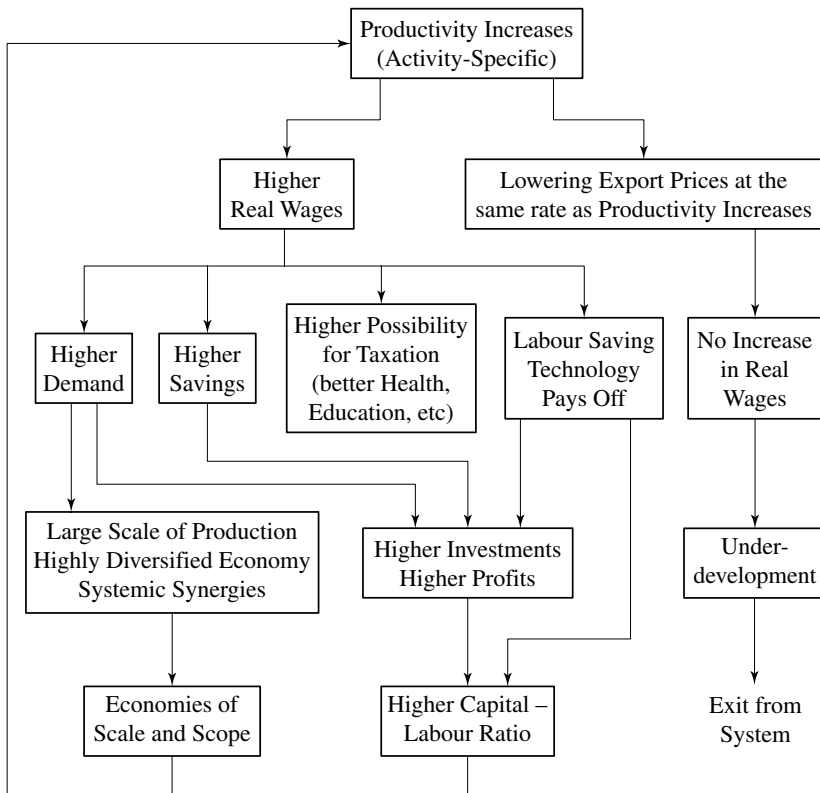 Productivity Increases
(Activity-Specific)
Higher
Real Wages
Lowering Export Prices at the
same rate as Productivity Increases
Higher
Demand
Higher
Savings
Higher Possibility
for Taxation
(better Health,
Education, etc)
Labour Saving
Technology
Pays Off
No Increase
in Real
Wages
Large Scale of Production
Highly Diversified Economy
Systemic Synergies
Higher Investments
Higher Profits
Under-
development
Economies of
Scale and Scope
Higher Capital –
Labour Ratio
Exit from
System